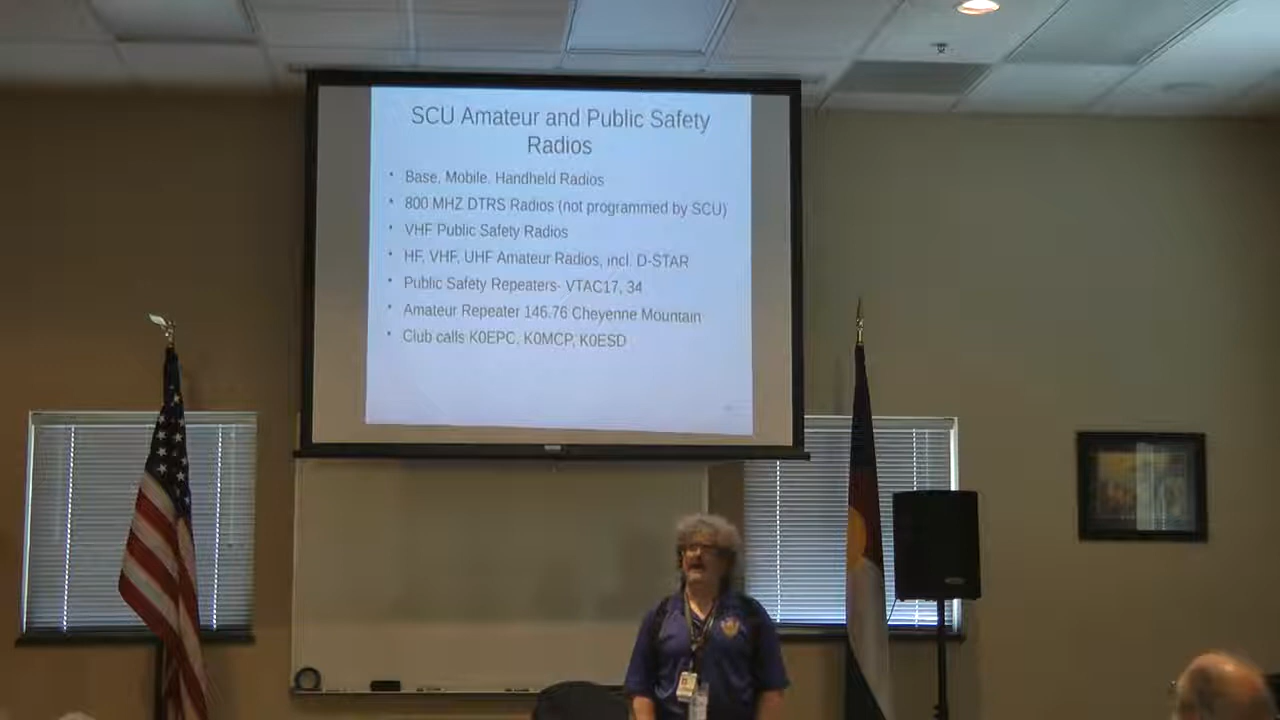 SCU Amateur and Public Safety
Radios
• Base, Mobile, Handheld Radios
• 800 MHZ DTRS Radios (not programmed by SCU)
• VHF Public Safety Radios
• HF, VHF, UHF Amateur Radios, incl. D-STAR
• Public Safety Repeaters- VTAC17, 34
• Amateur Repeater 146.76 Cheyenne Mountain
• Club calls K0EPC, K0MCP, K0ESD